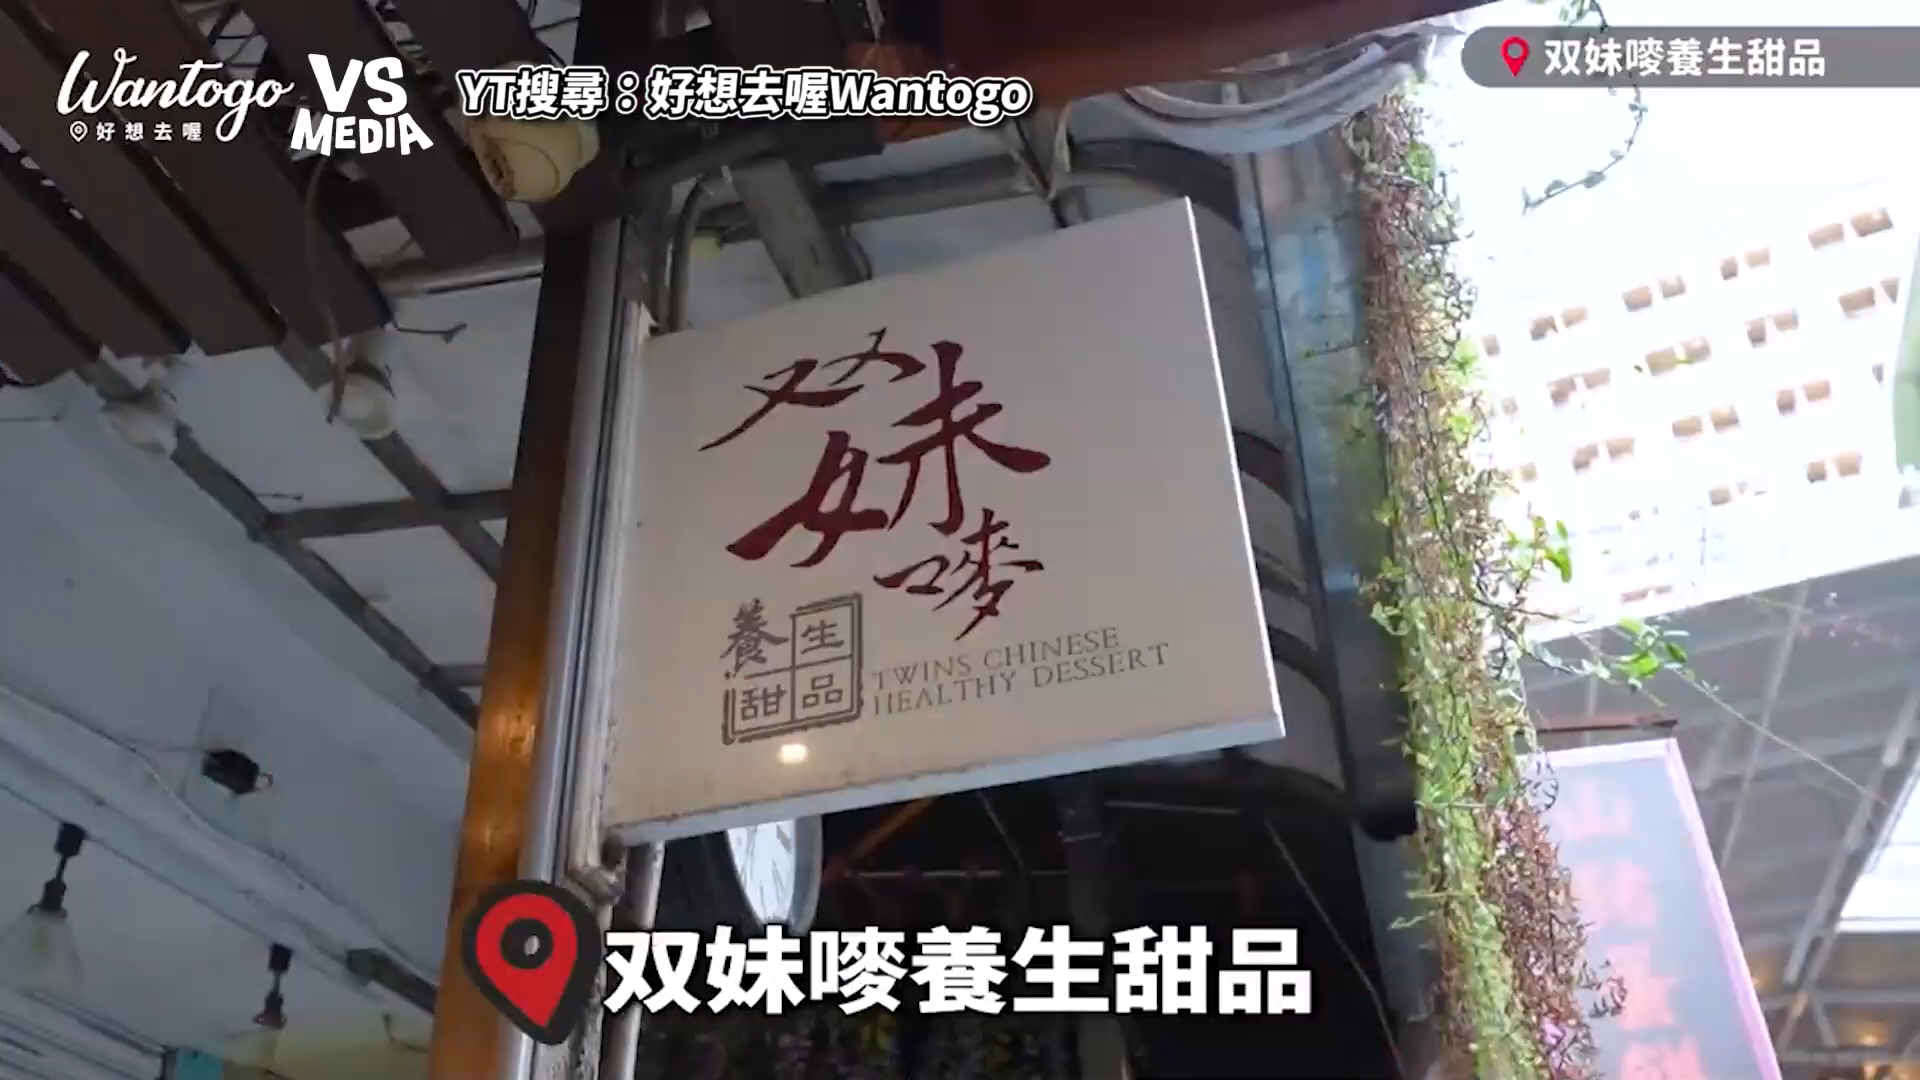 Wantogo
好想去喔
VS
MEDIA
YT搜尋：好想去喔Wantogo
双妹嘜養生甜品
双
妹
嘜
養生
甜品
TWINS CHINESE
HEALTHY DESSERT
双妹嘜養生甜品